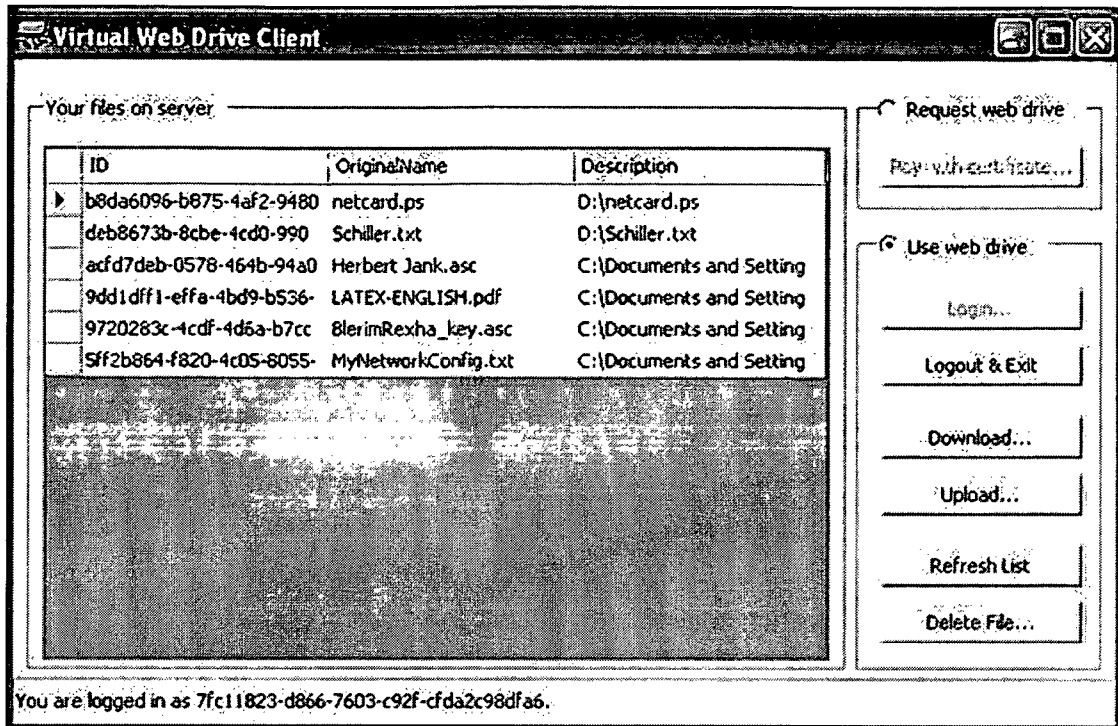 Virtual Web Drive Client
Your files on server
ID OriginalName Description
b8da6096-b875-4af2-9480 netcard.ps D:\netcard.ps
deb8673b-8cbe-4cd0-990 Schiller.txt D:\Schiller.txt
acfd7deb-0578-464b-94a0 Herbert Jank.asc C:\Documents and Setting
9dd1dff1-effa-4bd9-b536- LATEX-ENGLISH.pdf C:\Documents and Setting
9720283c-4cdf-4d6a-b7cc BlerimRexha_key.asc C:\Documents and Setting
5ff2b864-f820-4c05-8055- MyNetworkConfig.txt C:\Documents and Setting
Request web drive
Pay with certificate...
Use web drive
Login...
Logout & Exit
Download...
Upload...
Refresh List
Delete File...
You are logged in as 7fc11823-d866-7603-c92f-cfda2c98dfa6.